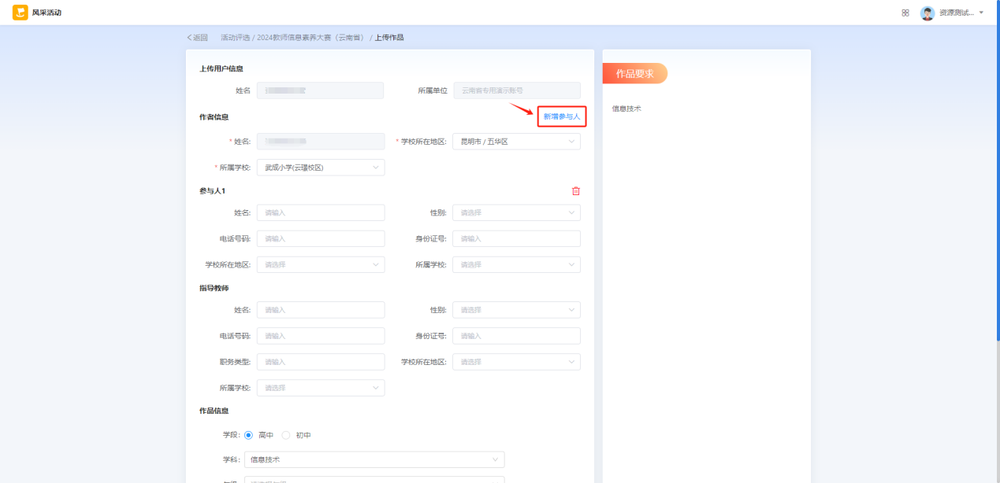 风采活动
资源测试...
返回 活动评选 / 2024教师信息素养大赛（云南省） / 上传作品
上传用户信息
姓名
所属单位 云南省专用演示账号
作者信息
新增参与人
* 姓名:
* 学校所在地区: 昆明市 / 五华区
* 所属学校: 武成小学(云瑞校区)
参与人1
姓名: 请输入
性别: 请选择
电话号码: 请输入
身份证号: 请输入
学校所在地区: 请选择
所属学校: 请选择
指导教师
姓名: 请输入
性别: 请选择
电话号码: 请输入
身份证号: 请输入
职务类型: 请输入
学校所在地区: 请选择
所属学校: 请选择
作品信息
学段: 高中 初中
学科: 信息技术
作品要求
信息技术